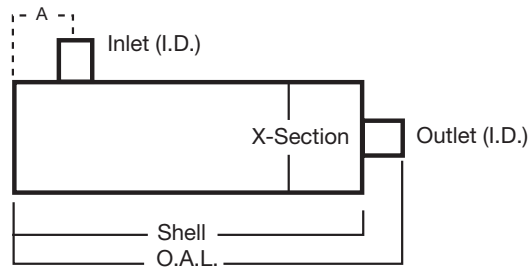 A
Inlet (I.D.)
X-Section
Outlet (I.D.)
Shell
O.A.L.